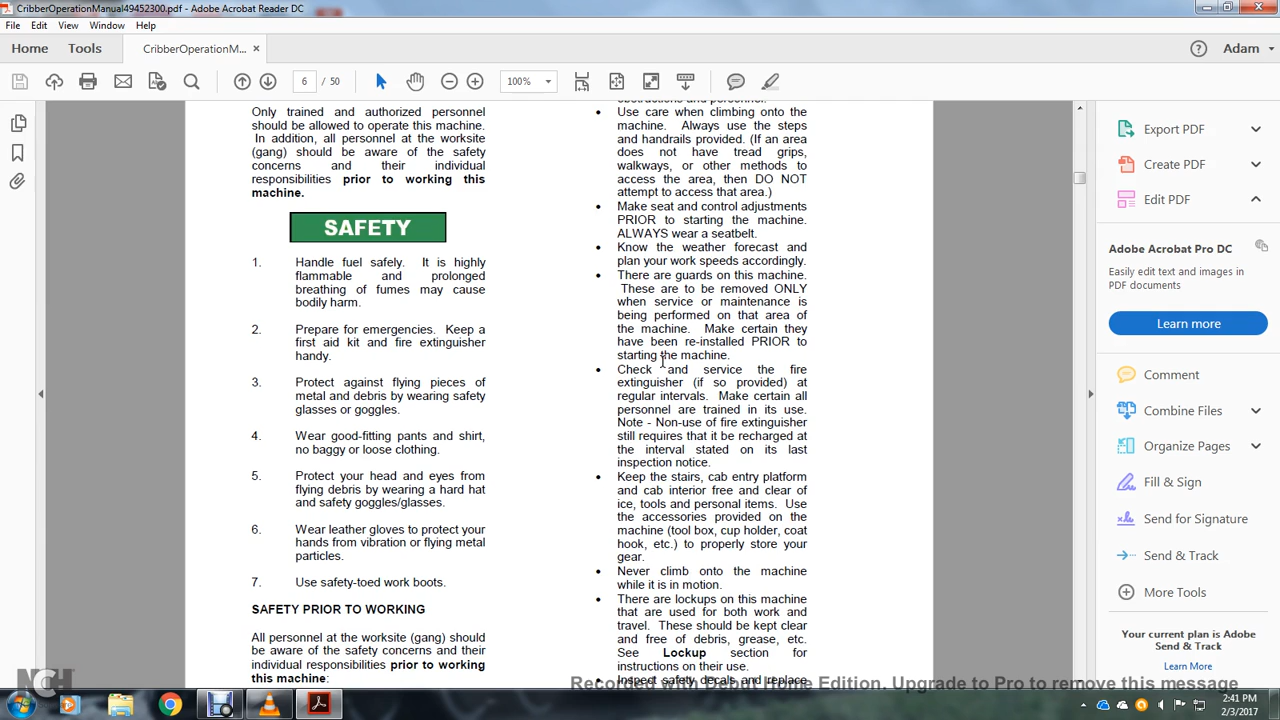 CribberOperationManual49452300.pdf - Adobe Acrobat Reader DC
File Edit View Window Help
Home Tools CribberOperationM... × Adam
6 / 50 100%
Only trained and authorized personnel
should be allowed to operate this machine.
In addition, all personnel at the worksite
(gang) should be aware of the safety
concerns and their individual
responsibilities prior to working this
machine.
SAFETY
1. Handle fuel safely. It is highly
flammable and prolonged
breathing of fumes may cause
bodily harm.
2. Prepare for emergencies. Keep a
first aid kit and fire extinguisher
handy.
3. Protect against flying pieces of
metal and debris by wearing safety
glasses or goggles.
4. Wear good-fitting pants and shirt,
no baggy or loose clothing.
5. Protect your head and eyes from
flying debris by wearing a hard hat
and safety goggles/glasses.
6. Wear leather gloves to protect your
hands from vibration or flying metal
particles.
7. Use safety-toed work boots.
SAFETY PRIOR TO WORKING
All personnel at the worksite (gang) should
be aware of the safety concerns and their
individual responsibilities prior to working
this machine:
obstructions and personnel.
• Use care when climbing onto the
machine. Always use the steps
and handrails provided. (If an area
does not have tread grips,
walkways, or other methods to
access the area, then DO NOT
attempt to access that area.)
• Make seat and control adjustments
PRIOR to starting the machine.
ALWAYS wear a seatbelt.
• Know the weather forecast and
plan your work speeds accordingly.
• There are guards on this machine.
These are to be removed ONLY
when service or maintenance is
being performed on that area of
the machine. Make certain they
have been re-installed PRIOR to
starting the machine.
• Check and service the fire
extinguisher (if so provided) at
regular intervals. Make certain all
personnel are trained in its use.
Note - Non-use of fire extinguisher
still requires that it be recharged at
the interval stated on its last
inspection notice.
• Keep the stairs, cab entry platform
and cab interior free and clear of
ice, tools and personal items. Use
the accessories provided on the
machine (tool box, cup holder, coat
hook, etc.) to properly store your
gear.
• Never climb onto the machine
while it is in motion.
• There are lockups on this machine
that are used for both work and
travel. These should be kept clear
and free of debris, grease, etc.
See Lockup section for
instructions on their use.
• Inspect safety decals and replace
Export PDF
Create PDF
Edit PDF
Adobe Acrobat Pro DC
Easily edit text and images in
PDF documents
Learn more
Comment
Combine Files
Organize Pages
Fill & Sign
Send for Signature
Send & Track
More Tools
Your current plan is Adobe
Send & Track
Learn More
NCH
Recorded with Debut Home Edition. Upgrade to Pro to remove this message
2:41 PM
2/3/2017